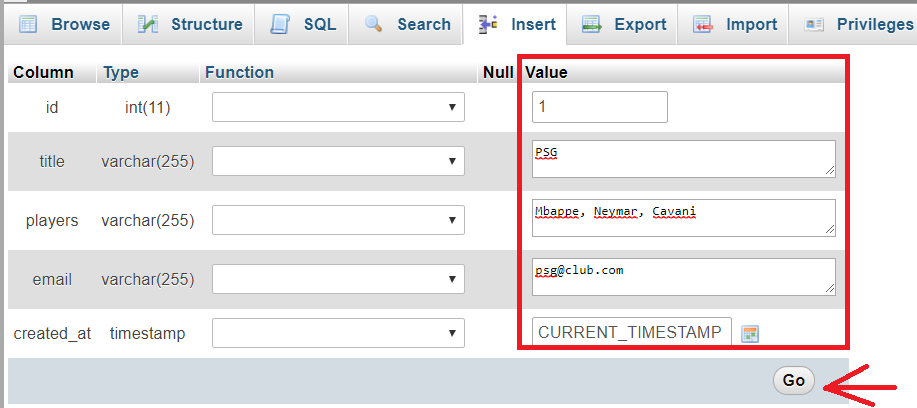 Browse Structure SQL Search Insert Export Import Privileges
Column Type Function Null Value
id int(11) 1
title varchar(255) PSG
players varchar(255) Mbappe, Neymar, Cavani
email varchar(255) psg@club.com
created_at timestamp CURRENT_TIMESTAMP
Go